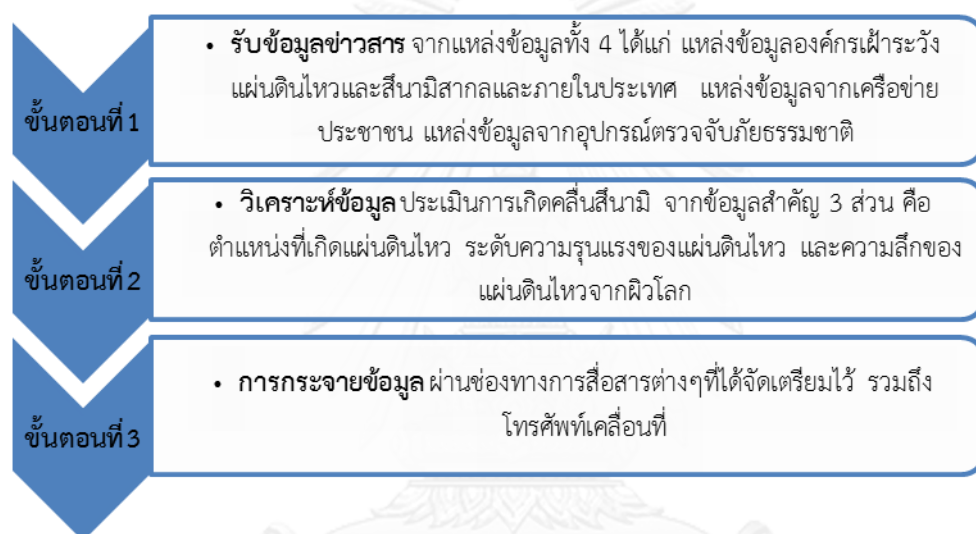 ขั้นตอนที่ 1
• รับข้อมูลข่าวสาร จากแหล่งข้อมูลทั้ง 4 ได้แก่ แหล่งข้อมูลองค์กรเฝ้าระวัง
แผ่นดินไหวและสึนามิสากลและภายในประเทศ แหล่งข้อมูลจากเครือข่าย
ประชาชน แหล่งข้อมูลจากอุปกรณ์ตรวจจับภัยธรรมชาติ
ขั้นตอนที่ 2
• วิเคราะห์ข้อมูล ประเมินการเกิดคลื่นสึนามิ จากข้อมูลสำคัญ 3 ส่วน คือ
ตำแหน่งที่เกิดแผ่นดินไหว ระดับความรุนแรงของแผ่นดินไหว และความลึกของ
แผ่นดินไหวจากผิวโลก
ขั้นตอนที่ 3
• การกระจายข้อมูล ผ่านช่องทางการสื่อสารต่างๆที่ได้จัดเตรียมไว้ รวมถึง
โทรศัพท์เคลื่อนที่